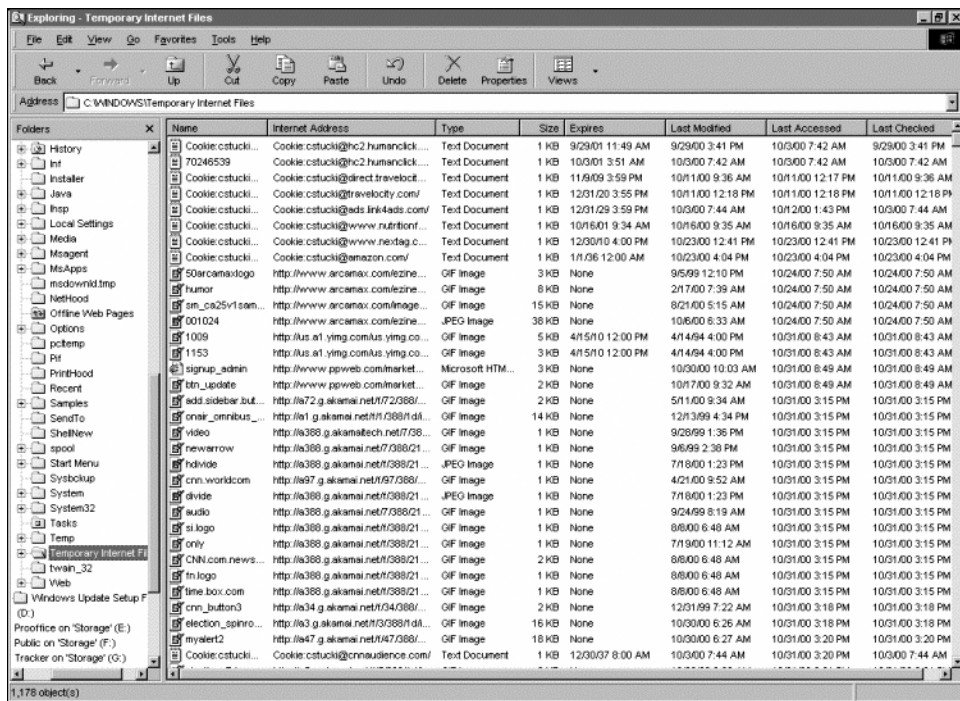 Exploring - Temporary Internet Files
File Edit View Go Favorites Tools Help
Back Forward Up Cut Copy Paste Undo Delete Properties Views
Address C:\WINDOWS\Temporary Internet Files
Folders
History
Inf
Installer
Java
lhsp
Local Settings
Media
Msagent
MsApps
msdownld.tmp
NetHood
Offline Web Pages
Options
pcltemp
Pif
PrintHood
Recent
Samples
SendTo
ShellNew
spool
Start Menu
Sysbckup
System
System32
Tasks
Temp
Temporary Internet Fil
twain_32
Web
Windows Update Setup F
(D:)
Prooffice on 'Storage' (E:)
Public on 'Storage' (F:)
Tracker on 'Storage' (G:)
Name Internet Address Type Size Expires Last Modified Last Accessed Last Checked
Cookie:cstucki... Cookie:cstucki@hc2.humanclick.... Text Document 1 KB 9/29/01 11:49 AM 9/29/00 3:41 PM 10/3/00 7:42 AM 9/29/00 3:41 PM
70246539 Cookie:cstucki@hc2.humanclick.... Text Document 1 KB 10/3/01 3:51 AM 10/3/00 7:42 AM 10/3/00 7:42 AM 10/3/00 7:42 AM
Cookie:cstucki... Cookie:cstucki@direct.travelocit... Text Document 1 KB 11/9/09 3:59 PM 10/11/00 9:36 AM 10/11/00 12:17 PM 10/11/00 9:36 AM
Cookie:cstucki... Cookie:cstucki@travelocity.com/ Text Document 1 KB 12/31/20 3:55 PM 10/11/00 12:18 PM 10/11/00 12:18 PM 10/11/00 12:18 PM
Cookie:cstucki... Cookie:cstucki@ads.link4ads.com/ Text Document 1 KB 12/31/29 3:59 PM 10/3/00 7:44 AM 10/12/00 1:43 PM 10/3/00 7:44 AM
Cookie:cstucki... Cookie:cstucki@www.nutritionf... Text Document 1 KB 10/16/01 9:34 AM 10/16/00 9:35 AM 10/16/00 9:35 AM 10/16/00 9:35 AM
Cookie:cstucki... Cookie:cstucki@www.nextag.c... Text Document 1 KB 12/30/10 4:00 PM 10/23/00 12:41 PM 10/23/00 12:41 PM 10/23/00 12:41 PM
Cookie:cstucki... Cookie:cstucki@amazon.com/ Text Document 1 KB 1/1/36 12:00 AM 10/23/00 4:04 PM 10/23/00 4:04 PM 10/23/00 4:04 PM
50arcamaxlogo http://www.arcamax.com/ezine... GIF Image 3 KB None 9/5/99 12:10 PM 10/24/00 7:50 AM 10/24/00 7:50 AM
humor http://www.arcamax.com/ezine... GIF Image 8 KB None 2/17/00 7:39 AM 10/24/00 7:50 AM 10/24/00 7:50 AM
sm_ca25v1sam... http://www.arcamax.com/image... GIF Image 15 KB None 8/21/00 5:15 AM 10/24/00 7:50 AM 10/24/00 7:50 AM
001024 http://www.arcamax.com/ezine... JPEG Image 38 KB None 10/6/00 6:33 AM 10/24/00 7:50 AM 10/24/00 7:50 AM
1009 http://us.a1.yimg.com/us.yimg.co... GIF Image 5 KB 4/15/10 12:00 PM 4/14/94 4:00 PM 10/31/00 8:43 AM 10/31/00 8:43 AM
1153 http://us.a1.yimg.com/us.yimg.co... GIF Image 3 KB 4/15/10 12:00 PM 4/14/94 4:00 PM 10/31/00 8:43 AM 10/31/00 8:43 AM
signup_admin http://www.ppweb.com/market... Microsoft HTM... 3 KB None 10/30/00 10:03 AM 10/31/00 8:49 AM 10/31/00 8:49 AM
btn_update http://www.ppweb.com/market... GIF Image 2 KB None 10/17/00 9:32 AM 10/31/00 8:49 AM 10/31/00 8:49 AM
add.sidebar.but... http://a72.g.akamai.net/f/72/388/... GIF Image 2 KB None 5/11/00 9:34 AM 10/31/00 3:15 PM 10/31/00 3:15 PM
onair_omnibus_... http://a1.g.akamai.net/f/1/388/1d/i... GIF Image 14 KB None 12/13/99 4:34 PM 10/31/00 3:15 PM 10/31/00 3:15 PM
video http://a388.g.akamaitech.net/7/38... GIF Image 1 KB None 9/28/99 1:36 PM 10/31/00 3:15 PM 10/31/00 3:15 PM
newarrow http://a388.g.akamai.net/7/388/21... GIF Image 1 KB None 9/6/99 2:38 PM 10/31/00 3:15 PM 10/31/00 3:15 PM
hdivide http://a388.g.akamai.net/f/388/21... JPEG Image 1 KB None 7/18/00 1:23 PM 10/31/00 3:15 PM 10/31/00 3:15 PM
cnn.worldcom http://a97.g.akamai.net/f/97/388/... GIF Image 1 KB None 4/21/00 9:52 AM 10/31/00 3:15 PM 10/31/00 3:15 PM
divide http://a388.g.akamai.net/f/388/21... JPEG Image 1 KB None 7/18/00 1:23 PM 10/31/00 3:15 PM 10/31/00 3:15 PM
audio http://a388.g.akamai.net/7/388/21... GIF Image 1 KB None 9/24/99 8:19 AM 10/31/00 3:15 PM 10/31/00 3:15 PM
si.logo http://a388.g.akamai.net/f/388/21... GIF Image 1 KB None 8/8/00 6:48 AM 10/31/00 3:15 PM 10/31/00 3:15 PM
only http://a388.g.akamai.net/f/388/21... GIF Image 1 KB None 7/19/00 11:12 AM 10/31/00 3:15 PM 10/31/00 3:15 PM
CNN.com.news... http://a388.g.akamai.net/f/388/21... GIF Image 2 KB None 8/8/00 6:48 AM 10/31/00 3:15 PM 10/31/00 3:15 PM
fn.logo http://a388.g.akamai.net/f/388/21... GIF Image 1 KB None 8/8/00 6:48 AM 10/31/00 3:15 PM 10/31/00 3:15 PM
time.box.com http://a388.g.akamai.net/f/388/21... GIF Image 1 KB None 8/8/00 6:48 AM 10/31/00 3:15 PM 10/31/00 3:15 PM
cnn_button3 http://a34.g.akamai.net/f/34/388/... GIF Image 2 KB None 12/31/99 7:22 AM 10/31/00 3:18 PM 10/31/00 3:18 PM
election_spinro... http://a3.g.akamai.net/f/3/388/1d/i... GIF Image 16 KB None 10/30/00 6:26 AM 10/31/00 3:18 PM 10/31/00 3:18 PM
myalert2 http://a47.g.akamai.net/f/47/388/... GIF Image 18 KB None 10/30/00 6:27 AM 10/31/00 3:20 PM 10/31/00 3:20 PM
Cookie:cstucki... Cookie:cstucki@cnnaudience.com/ Text Document 1 KB 12/30/37 8:00 AM 10/3/00 7:44 AM 10/31/00 3:20 PM 10/3/00 7:44 AM
1,178 object(s)